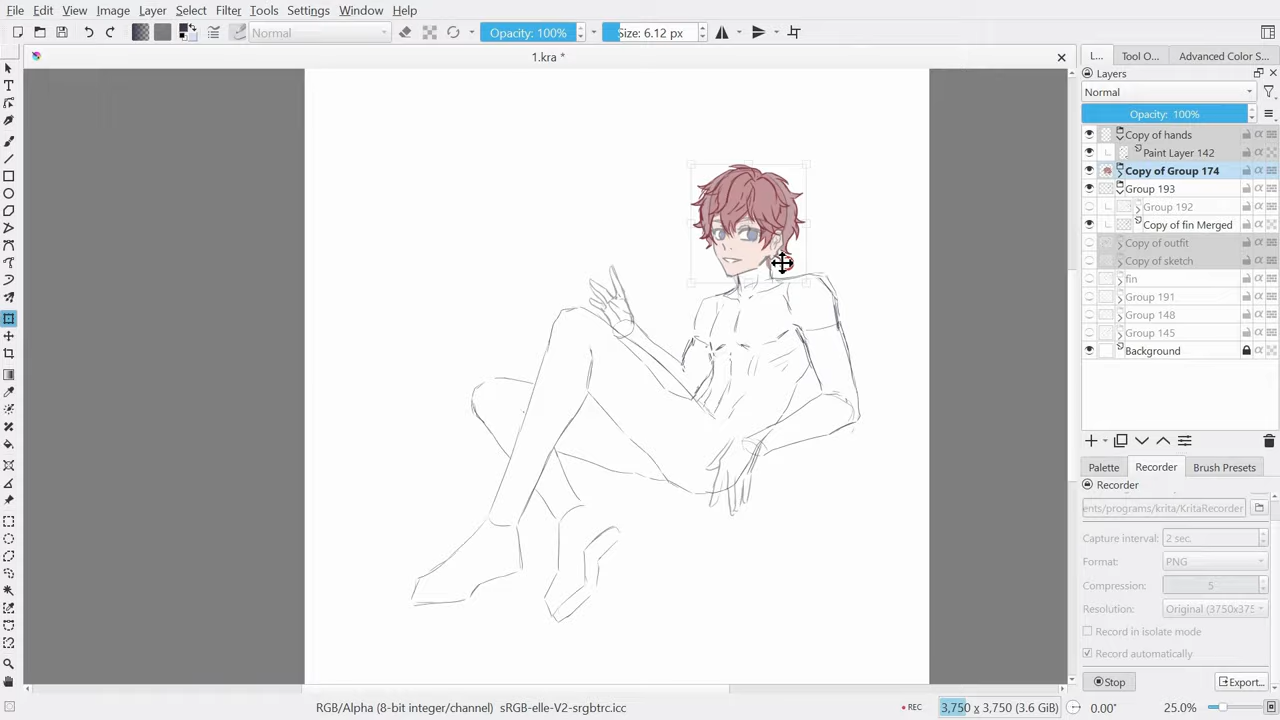 File Edit View Image Layer Select Filter Tools Settings Window Help
Normal Opacity: 100% Size: 6.12 px
1.kra *
L... Tool O... Advanced Color S...
Layers
Normal
Opacity: 100%
Copy of hands
Paint Layer 142
Copy of Group 174
Group 193
Group 192
Copy of fin Merged
Copy of outfit
Copy of sketch
fin
Group 191
Group 148
Group 145
Background
Palette Recorder Brush Presets
Recorder
ents/programs/krita/KritaRecorder
Capture interval: 2 sec.
Format: PNG
Compression: 5
Resolution: Original (3750x375
Record in isolate mode
Record automatically
Stop Export...
RGB/Alpha (8-bit integer/channel) sRGB-elle-V2-srgbtrc.icc REC 3,750 x 3,750 (3.6 GiB) 0.00° 25.0%